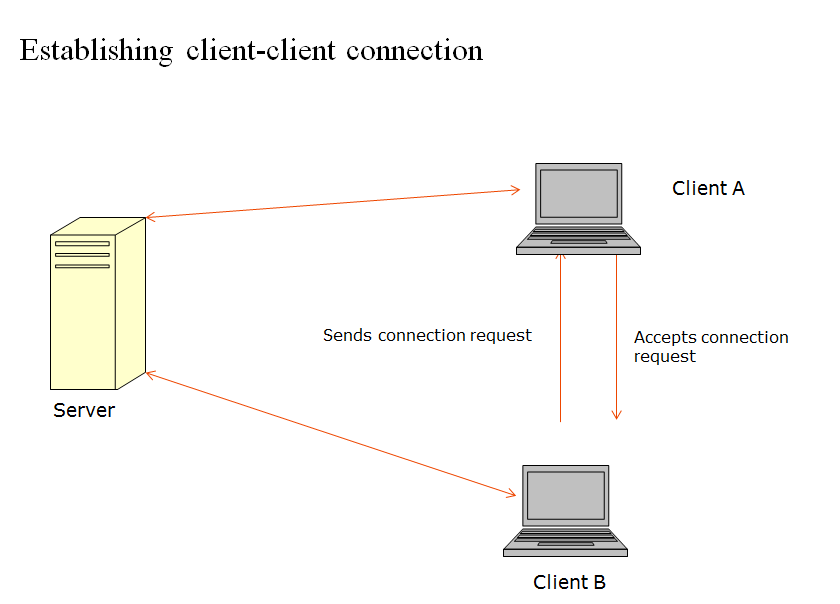 Establishing client-client connection
Client A
Sends connection request
Accepts connection
request
Server
Client B